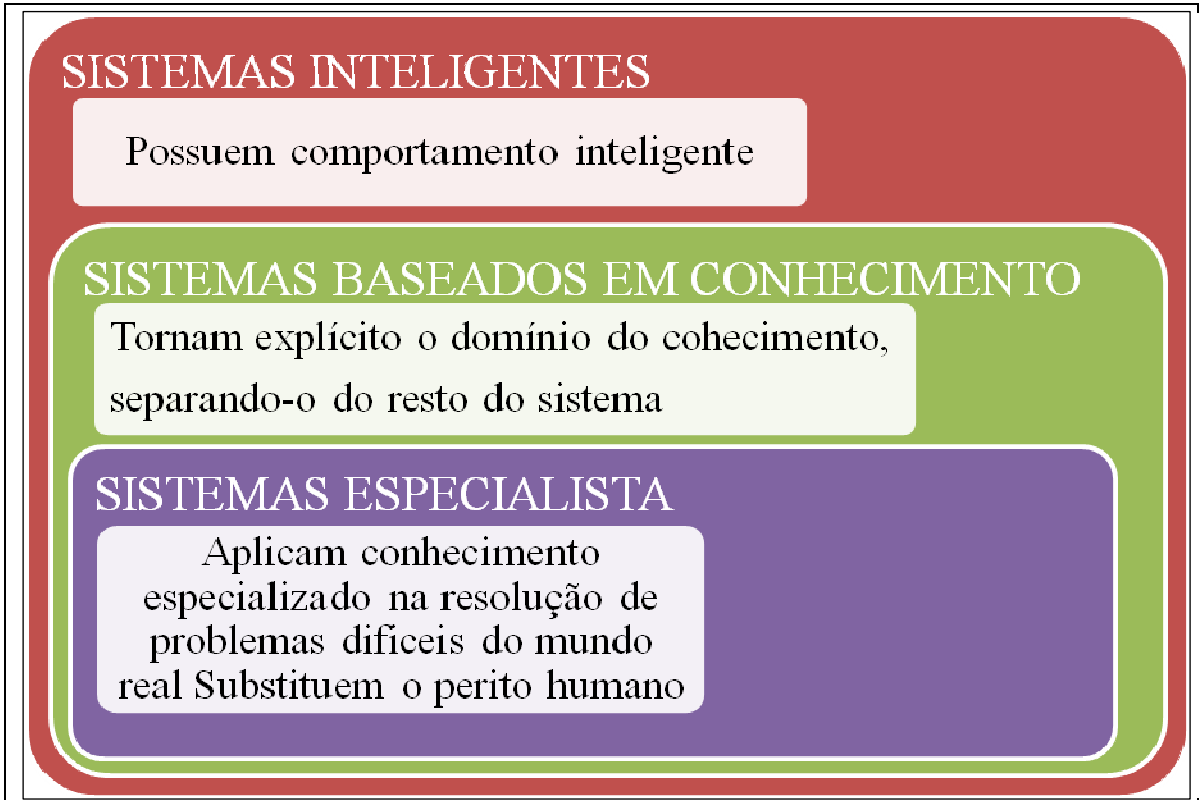 SISTEMAS INTELIGENTES
Possuem comportamento inteligente
SISTEMAS BASEADOS EM CONHECIMENTO
Tornam explícito o domínio do cohecimento,
separando-o do resto do sistema
SISTEMAS ESPECIALISTA
Aplicam conhecimento
especializado na resolução de
problemas difíceis do mundo
real Substituem o perito humano